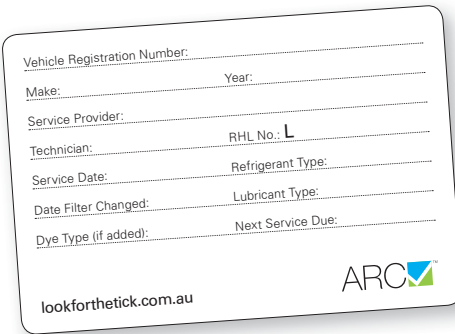 Vehicle Registration Number:
Make: Year:
Service Provider:
Technician: RHL No.: L
Service Date: Refrigerant Type:
Date Filter Changed: Lubricant Type:
Dye Type (if added): Next Service Due:
lookforthetick.com.au
ARC™